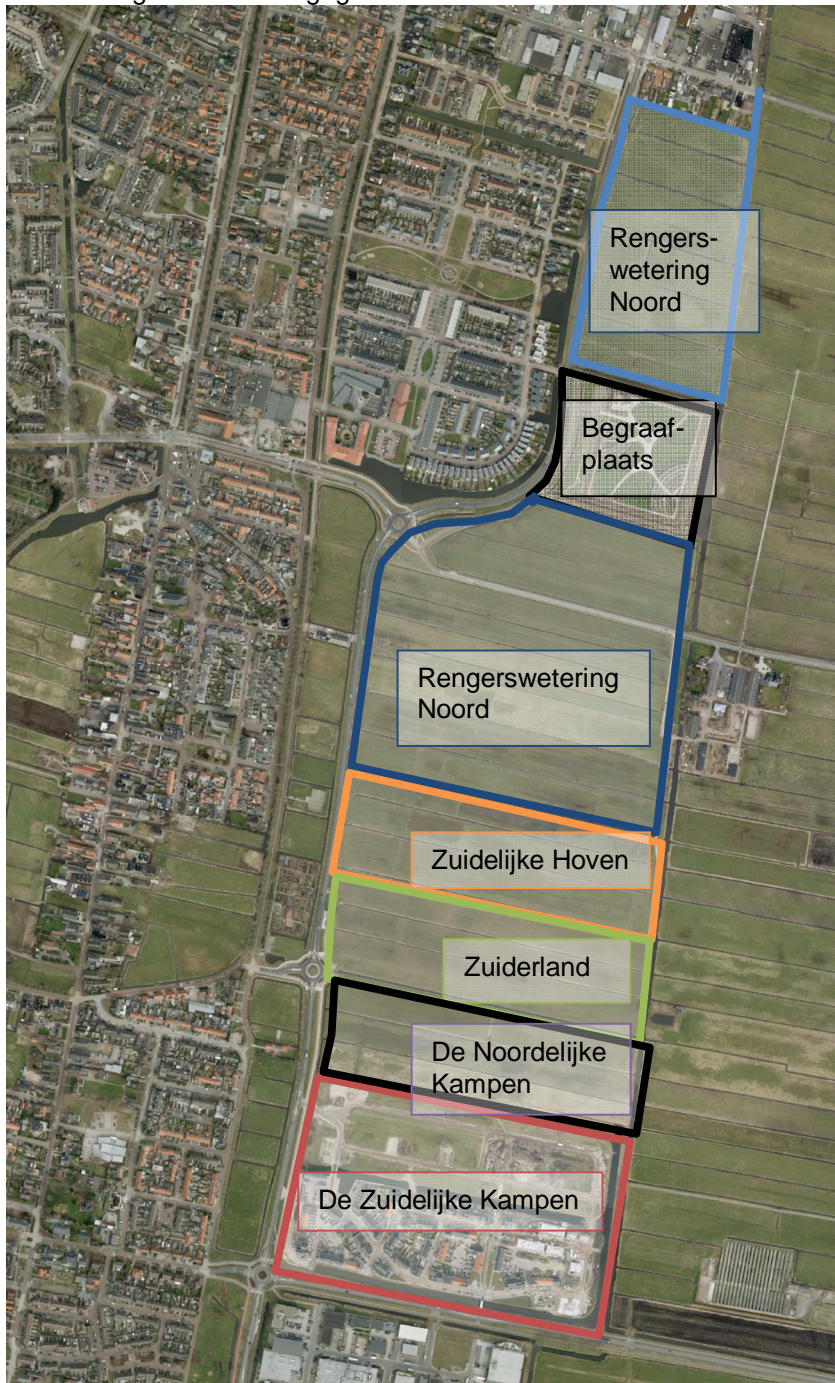 Rengers-
wetering
Noord
Begraaf-
plaats
Rengerswetering
Noord
Zuidelijke Hoven
Zuiderland
De Noordelijke
Kampen
De Zuidelijke Kampen